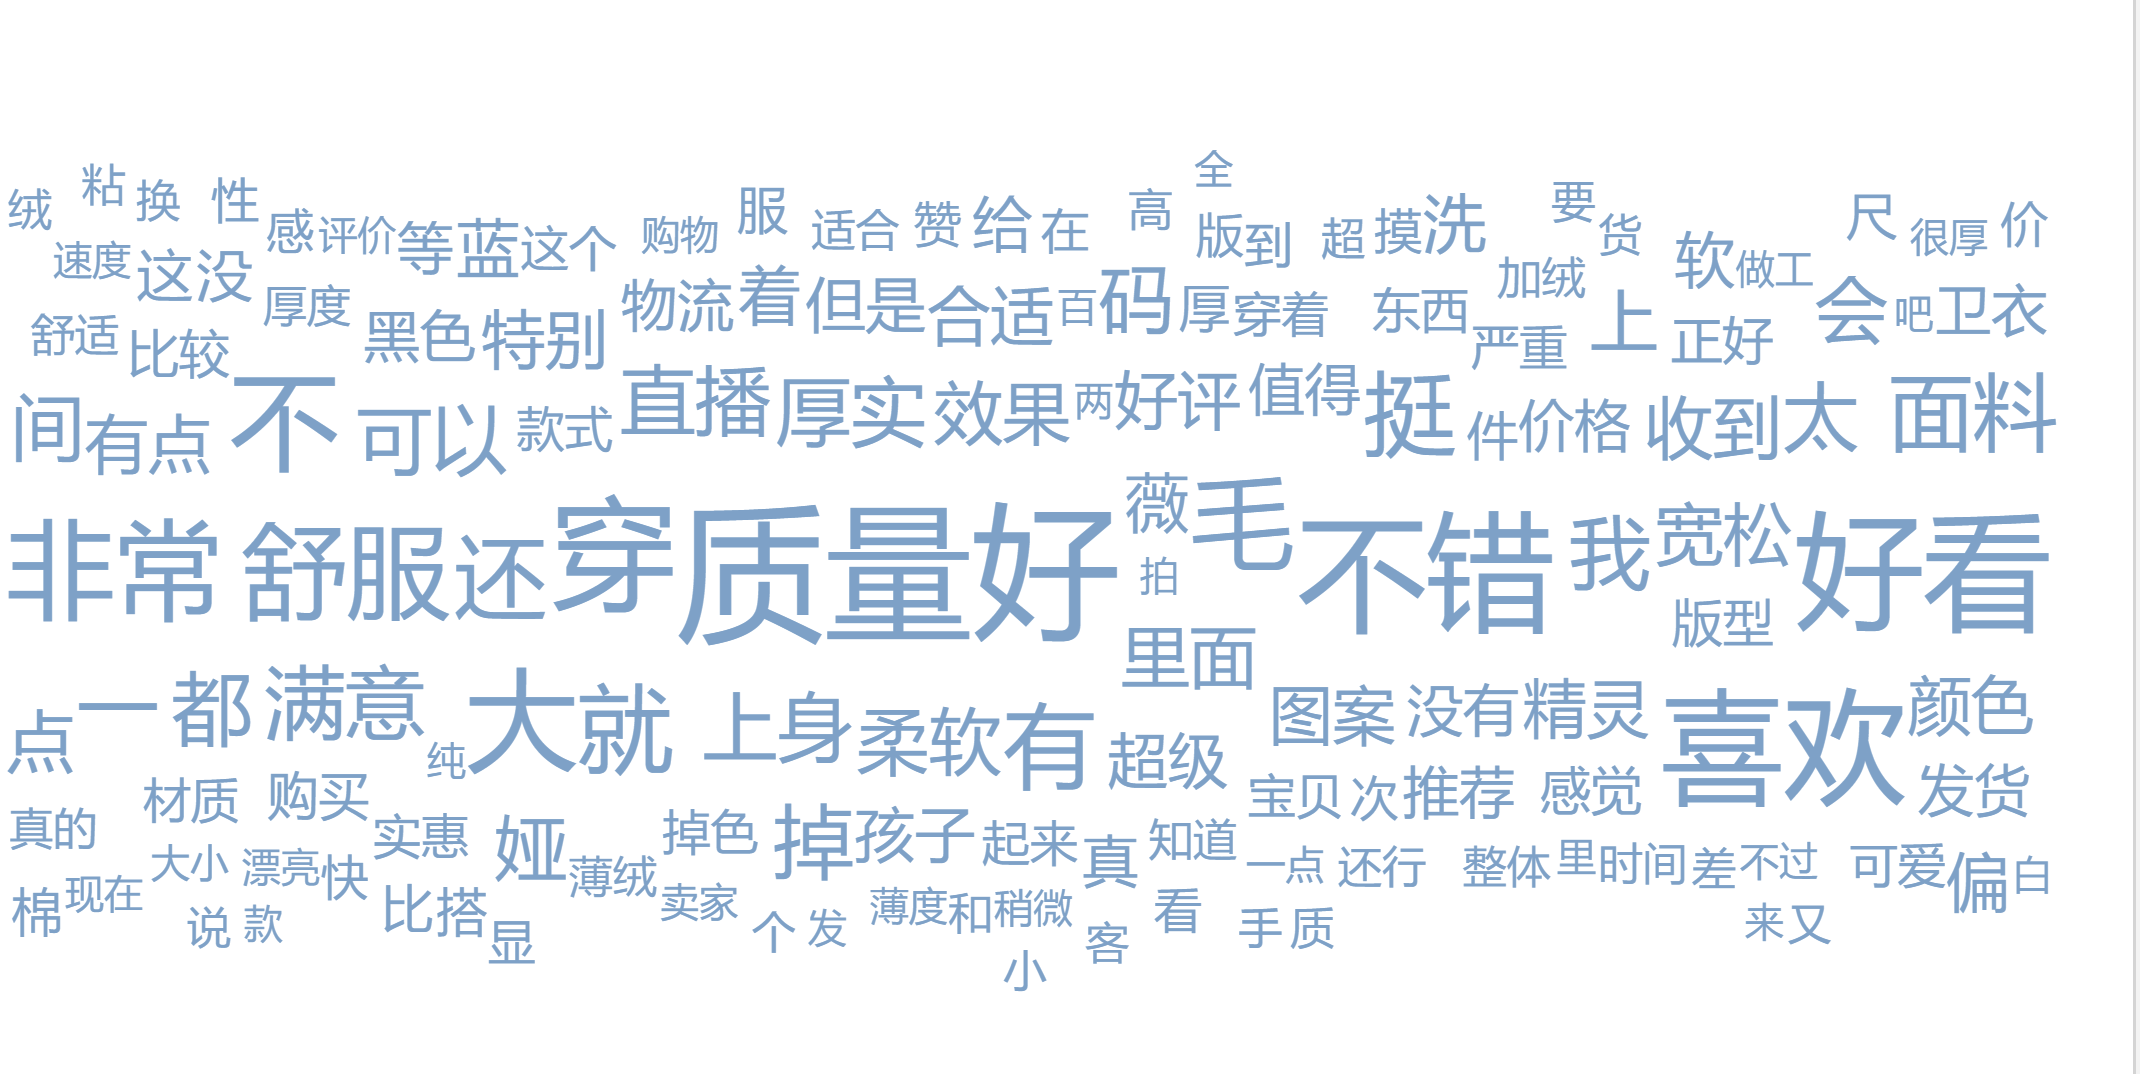 全
绒 粘 换 性 感 评价 等 蓝 这个 购物 服 适合 赞 给 在 高 版 到 超 摸 洗 要 货 软 做工 尺 很厚 价
速度 这 没 厚度 黑色 特别 物流 着 但是 合适 百 码 厚 穿着 东西 加绒 严重 上 正好 会 吧 卫衣
舒适 比较
间 有点 不 可以 款式 直播 厚实 效果 两 好评 值得 挺 件 价格 收到 太 面料
非常 舒服 还 穿 质量 好 薇 毛 不错 我 宽松 好看
拍 版型
里面
点 一 都 满意 纯 大 就 上身 柔软 有 超级 图案 没有 精灵 喜欢 颜色
真的 材质 购买 实惠 娅 薄绒 掉色 掉 孩子 起来 真 知道 宝贝 次 推荐 感觉 发货
棉 现在 大小 漂亮 快 比 搭 卖家 薄度 和 稍微 看 一点 还行 整体 里 时间 差 不过 可爱 偏 白
说 款 显 个 发 客 手 质 来 又
小